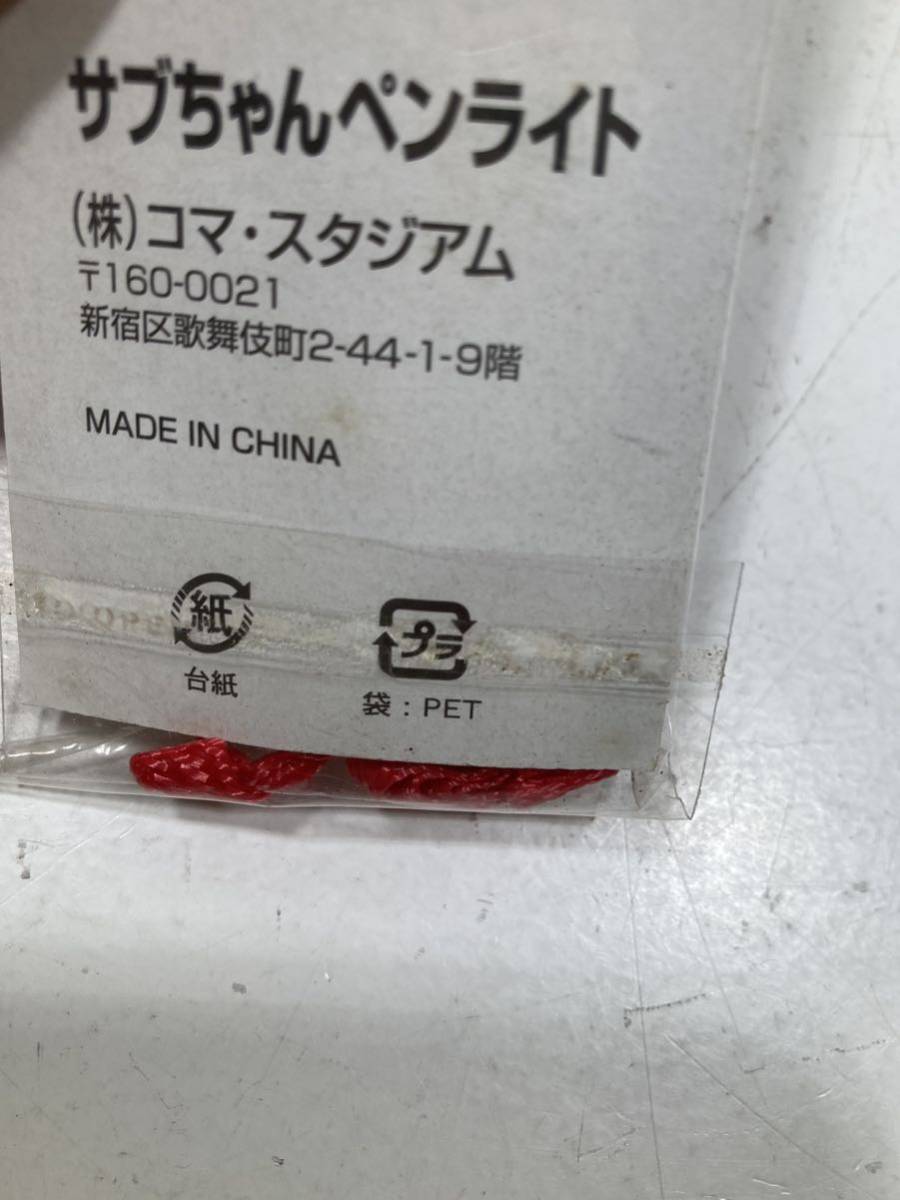 サブちゃんペンライト
(株)コマ・スタジアム
〒160-0021
新宿区歌舞伎町2-44-1-9階
MADE IN CHINA
紙
台紙
プラ
袋：PET